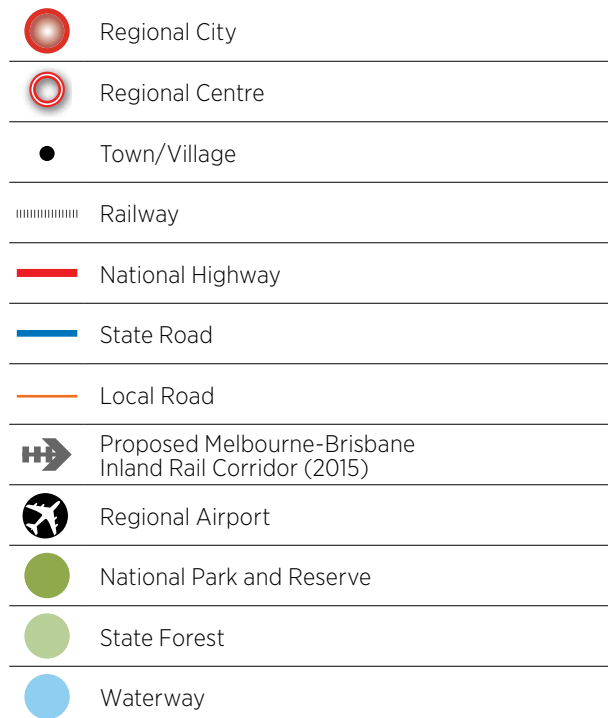 Regional City
Regional Centre
Town/Village
Railway
National Highway
State Road
Local Road
Proposed Melbourne-Brisbane
Inland Rail Corridor (2015)
Regional Airport
National Park and Reserve
State Forest
Waterway